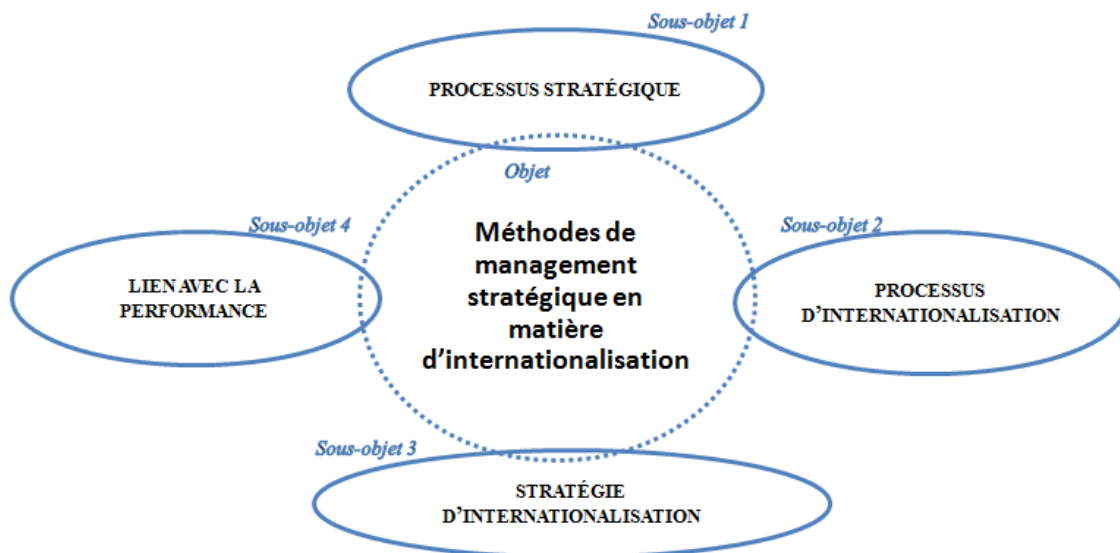 Sous-objet 1
PROCESSUS STRATÉGIQUE
Objet
Sous-objet 4
Sous-objet 2
Méthodes de
management
stratégique en
matière
d'internationalisation
LIEN AVEC LA
PERFORMANCE
PROCESSUS
D'INTERNATIONALISATION
Sous-objet 3
STRATÉGIE
D'INTERNATIONALISATION